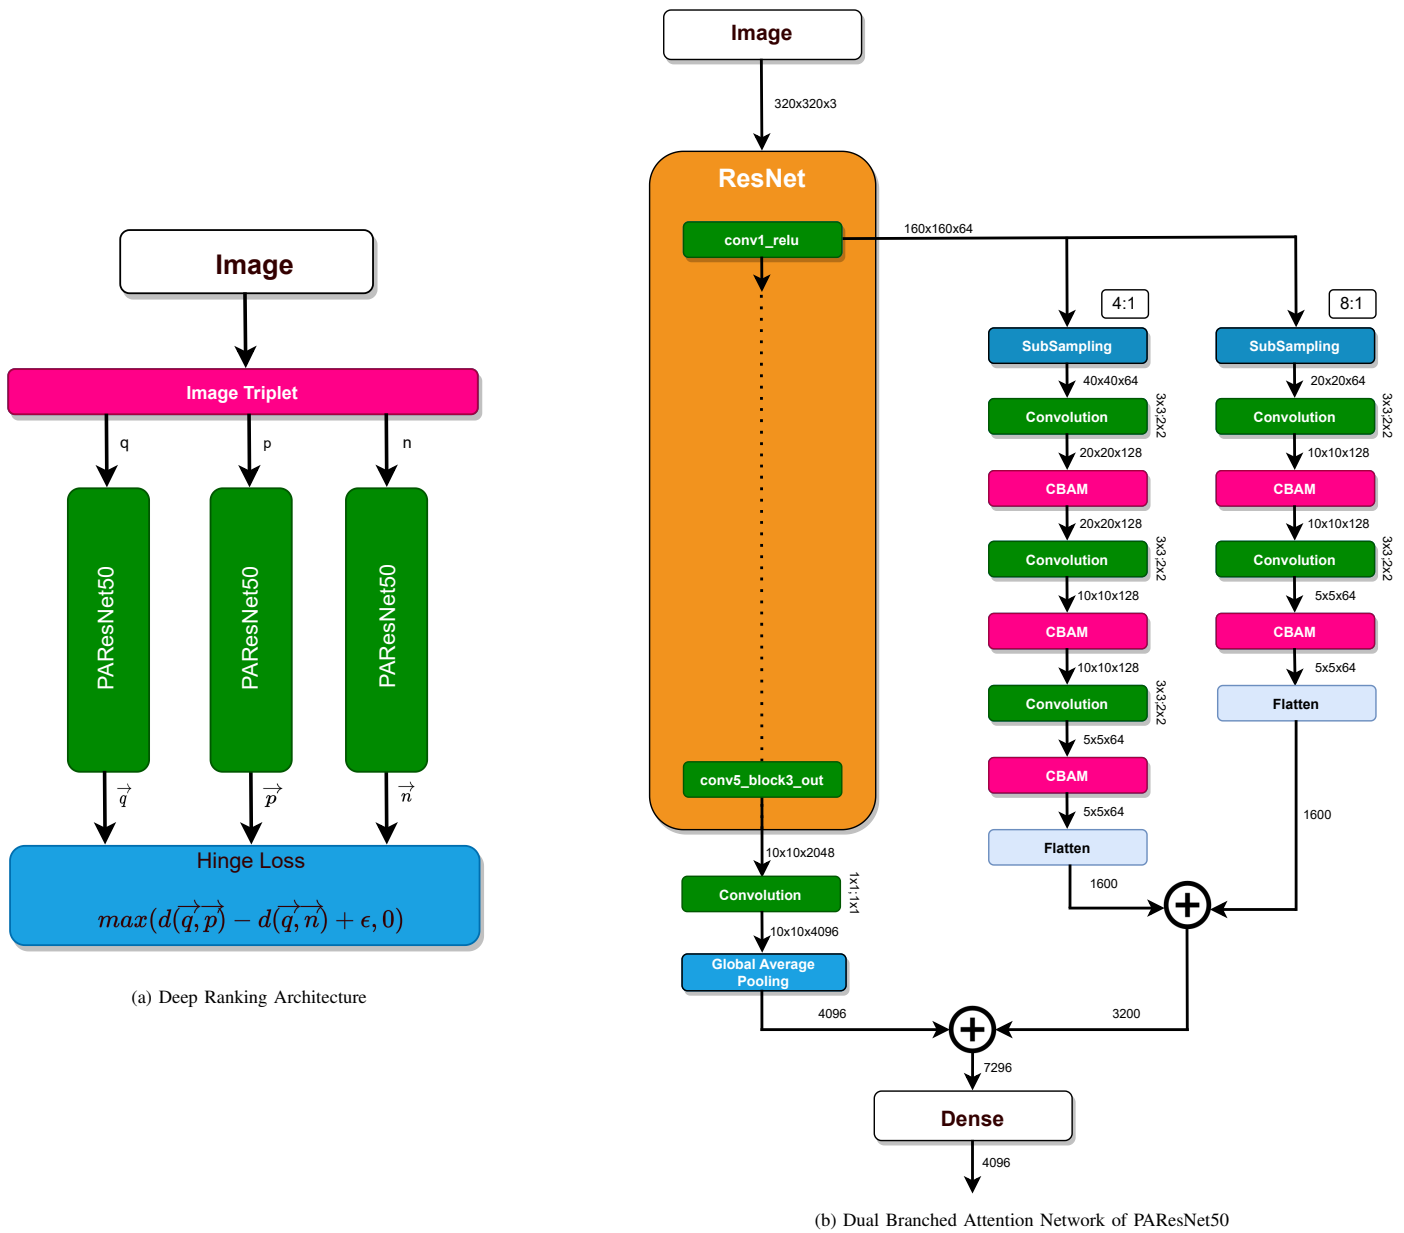 Image
Image Triplet
q
p
n
PAResNet50
PAResNet50
PAResNet50
q
p
n
Hinge Loss
max(d(q,p) − d(q,n) + ϵ, 0)
(a) Deep Ranking Architecture
Image
320x320x3
ResNet
conv1_relu
conv5_block3_out
10x10x2048
Convolution
1x1;1x1
10x10x4096
Global Average
Pooling
4096
160x160x64
4:1
SubSampling
40x40x64
Convolution
3x3;2x2
20x20x128
CBAM
20x20x128
Convolution
3x3;2x2
10x10x128
CBAM
10x10x128
Convolution
3x3;2x2
5x5x64
CBAM
5x5x64
Flatten
1600
8:1
SubSampling
20x20x64
Convolution
3x3;2x2
10x10x128
CBAM
10x10x128
Convolution
3x3;2x2
5x5x64
CBAM
5x5x64
Flatten
1600
+
3200
+
7296
Dense
4096
(b) Dual Branched Attention Network of PAResNet50